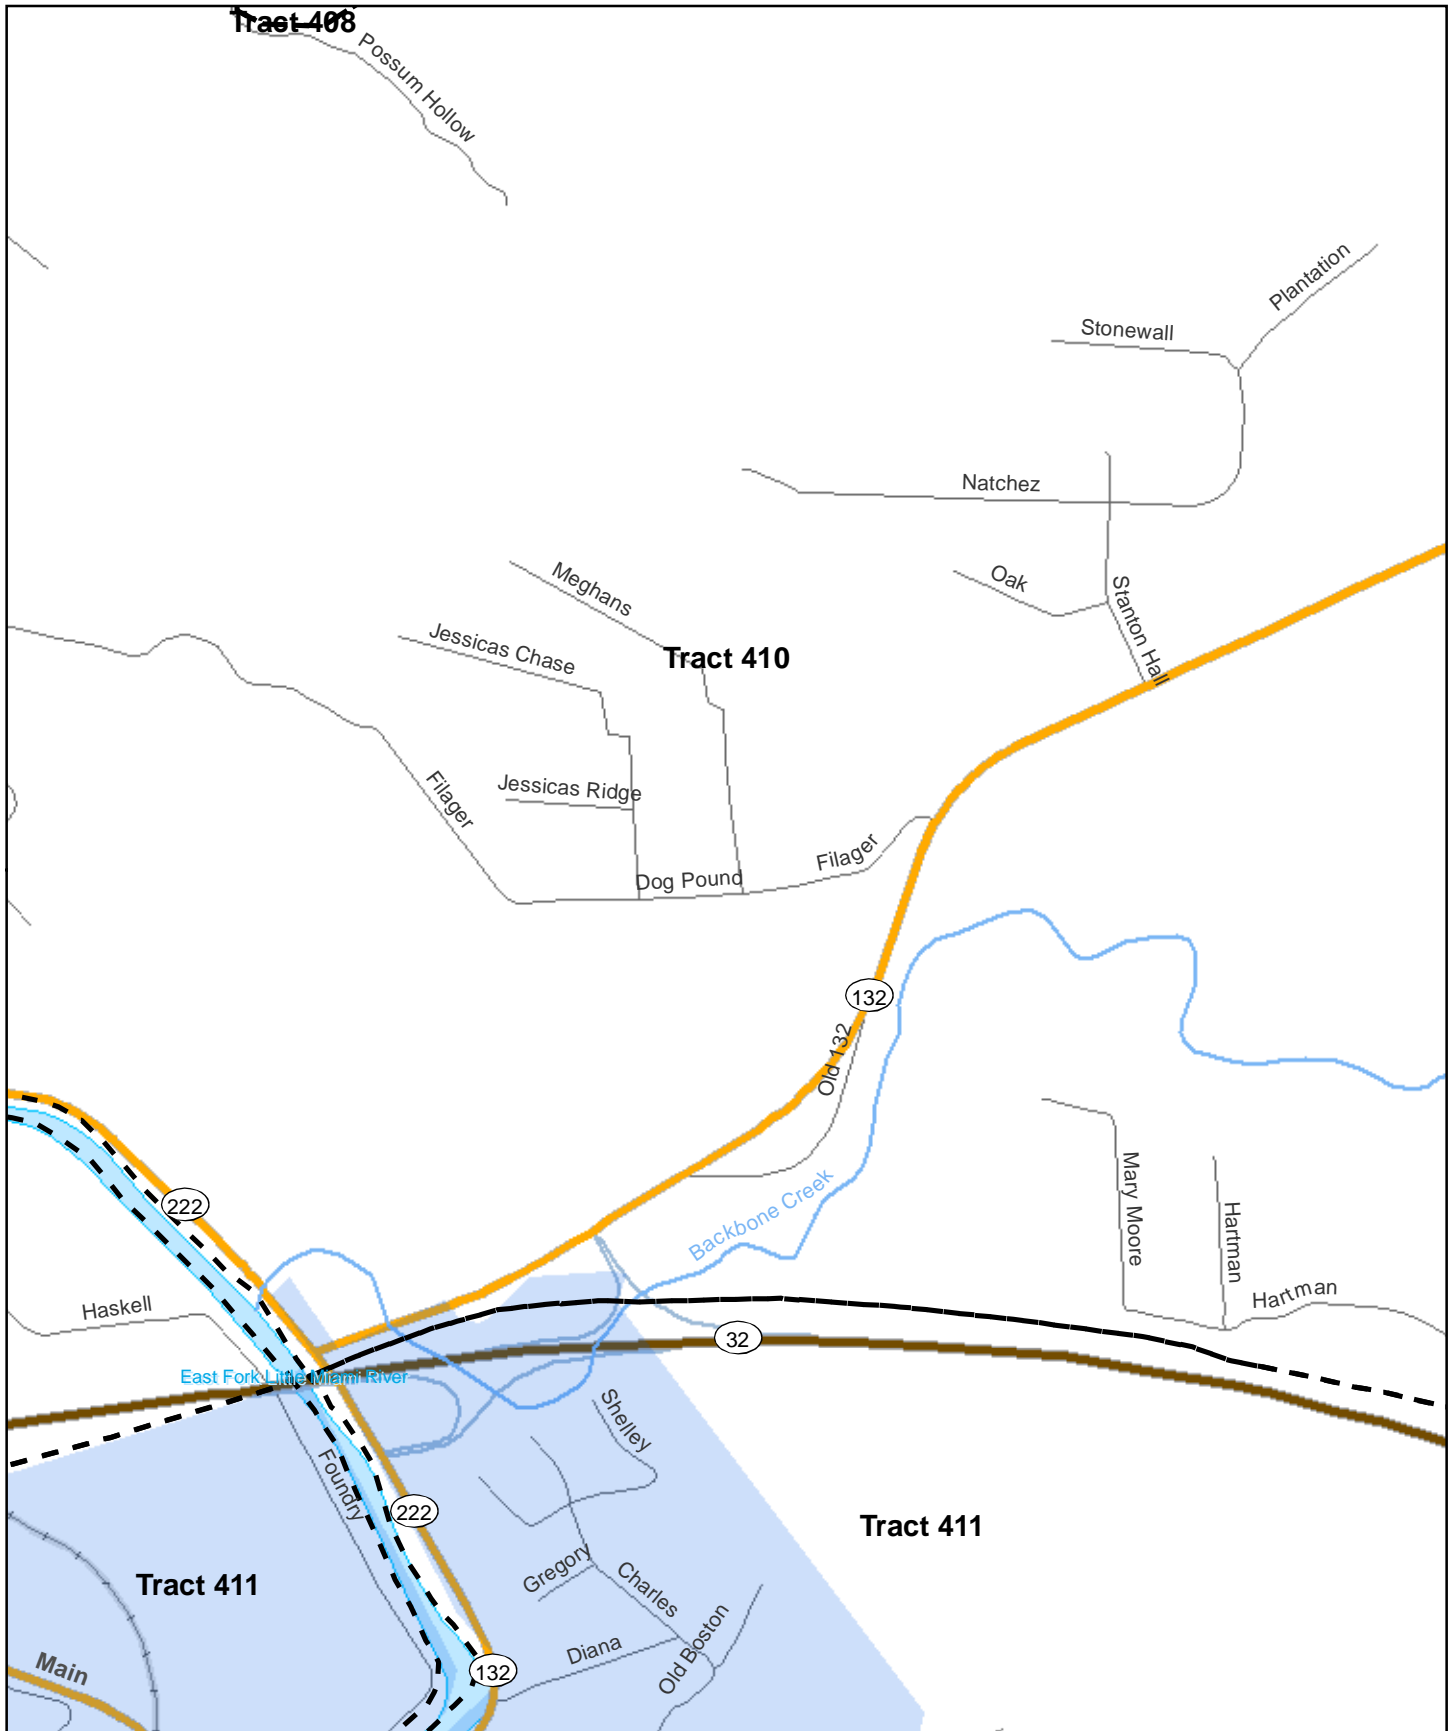 Tract 408
Possum Hollow
Plantation
Stonewall
Natchez
Meghans
Oak
Stanton Hall
Jessicas Chase
Tract 410
Filager
Jessicas Ridge
Filager
Dog Pound
132
Old 132
222
Backbone Creek
Mary Moore
Hartman
Hartman
Haskell
32
East Fork Little Miami River
Shelley
Foundry
222
Tract 411
Gregory
Charles
Tract 411
Diana
Old Boston
Main
132